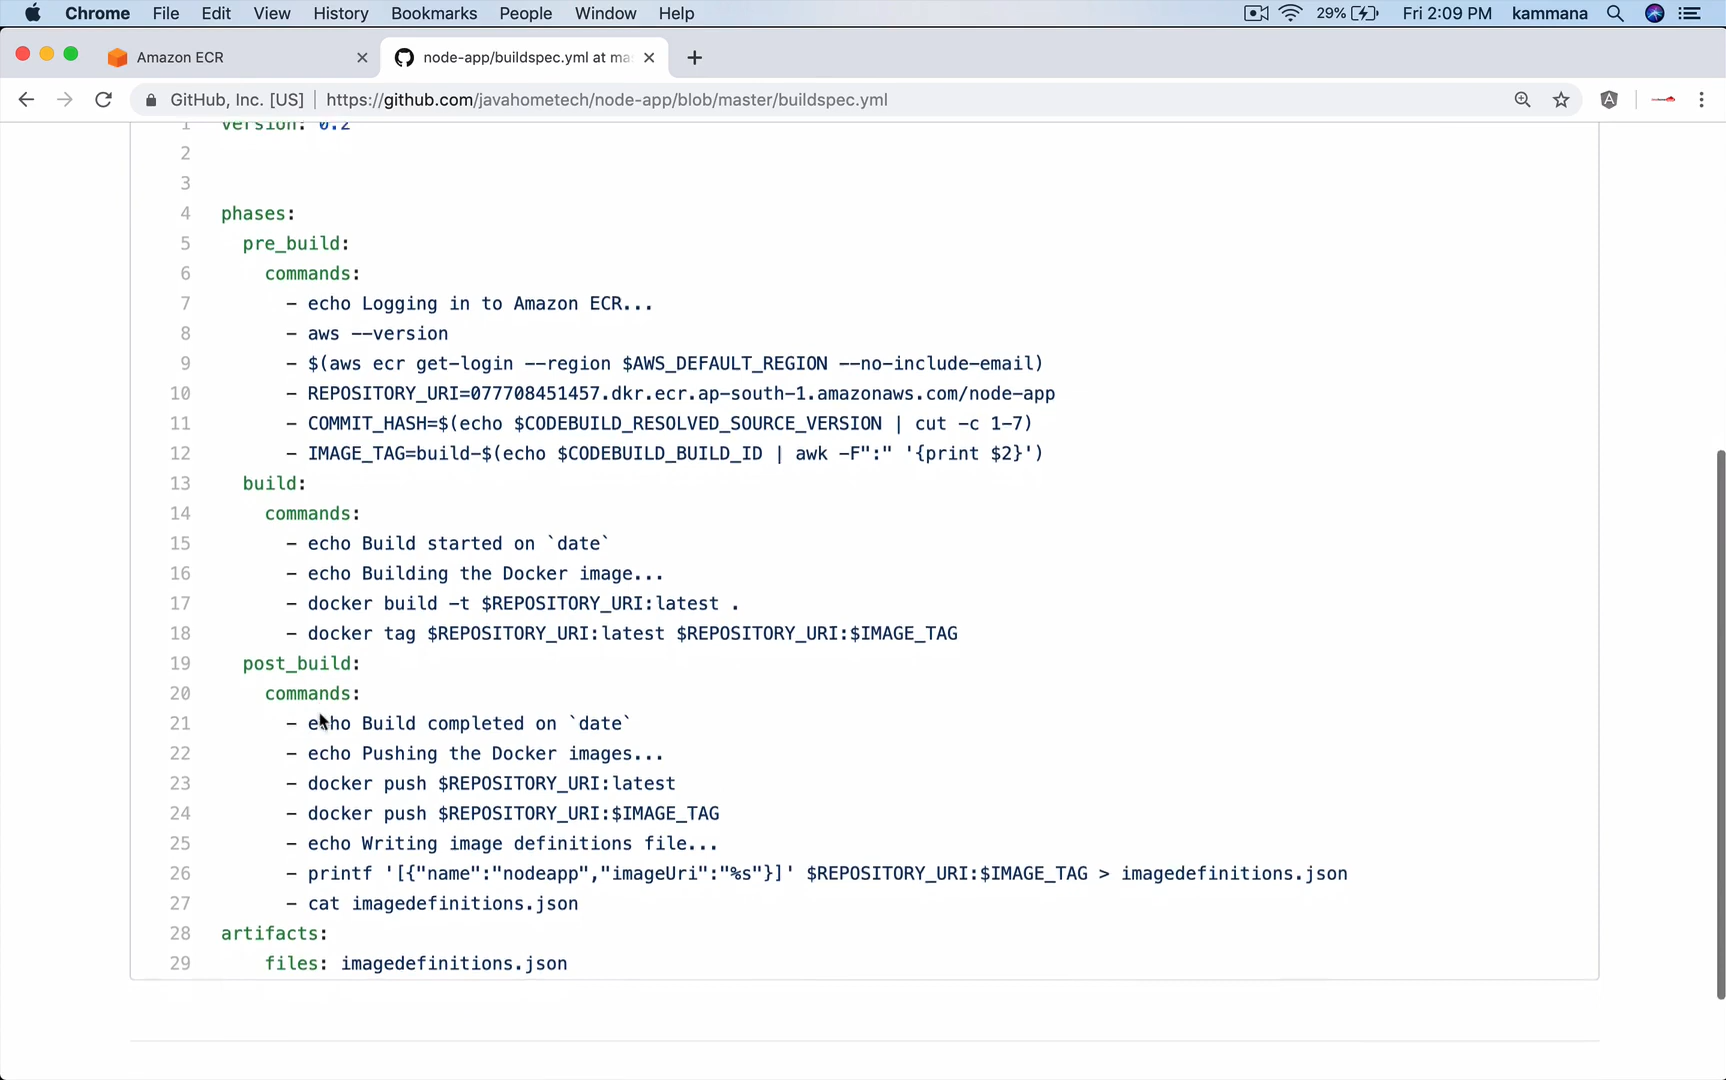 Chrome File Edit View History Bookmarks People Window Help 29% Fri 2:09 PM kammana
Amazon ECR node-app/buildspec.yml at ma
GitHub, Inc. [US] https://github.com/javahometech/node-app/blob/master/buildspec.yml
1 version: 0.2
2
3
4 phases:
5 pre_build:
6 commands:
7 - echo Logging in to Amazon ECR...
8 - aws --version
9 - $(aws ecr get-login --region $AWS_DEFAULT_REGION --no-include-email)
10 - REPOSITORY_URI=077708451457.dkr.ecr.ap-south-1.amazonaws.com/node-app
11 - COMMIT_HASH=$(echo $CODEBUILD_RESOLVED_SOURCE_VERSION | cut -c 1-7)
12 - IMAGE_TAG=build-$(echo $CODEBUILD_BUILD_ID | awk -F":" '{print $2}')
13 build:
14 commands:
15 - echo Build started on `date`
16 - echo Building the Docker image...
17 - docker build -t $REPOSITORY_URI:latest .
18 - docker tag $REPOSITORY_URI:latest $REPOSITORY_URI:$IMAGE_TAG
19 post_build:
20 commands:
21 - echo Build completed on `date`
22 - echo Pushing the Docker images...
23 - docker push $REPOSITORY_URI:latest
24 - docker push $REPOSITORY_URI:$IMAGE_TAG
25 - echo Writing image definitions file...
26 - printf '[{"name":"nodeapp","imageUri":"%s"}]' $REPOSITORY_URI:$IMAGE_TAG > imagedefinitions.json
27 - cat imagedefinitions.json
28 artifacts:
29 files: imagedefinitions.json